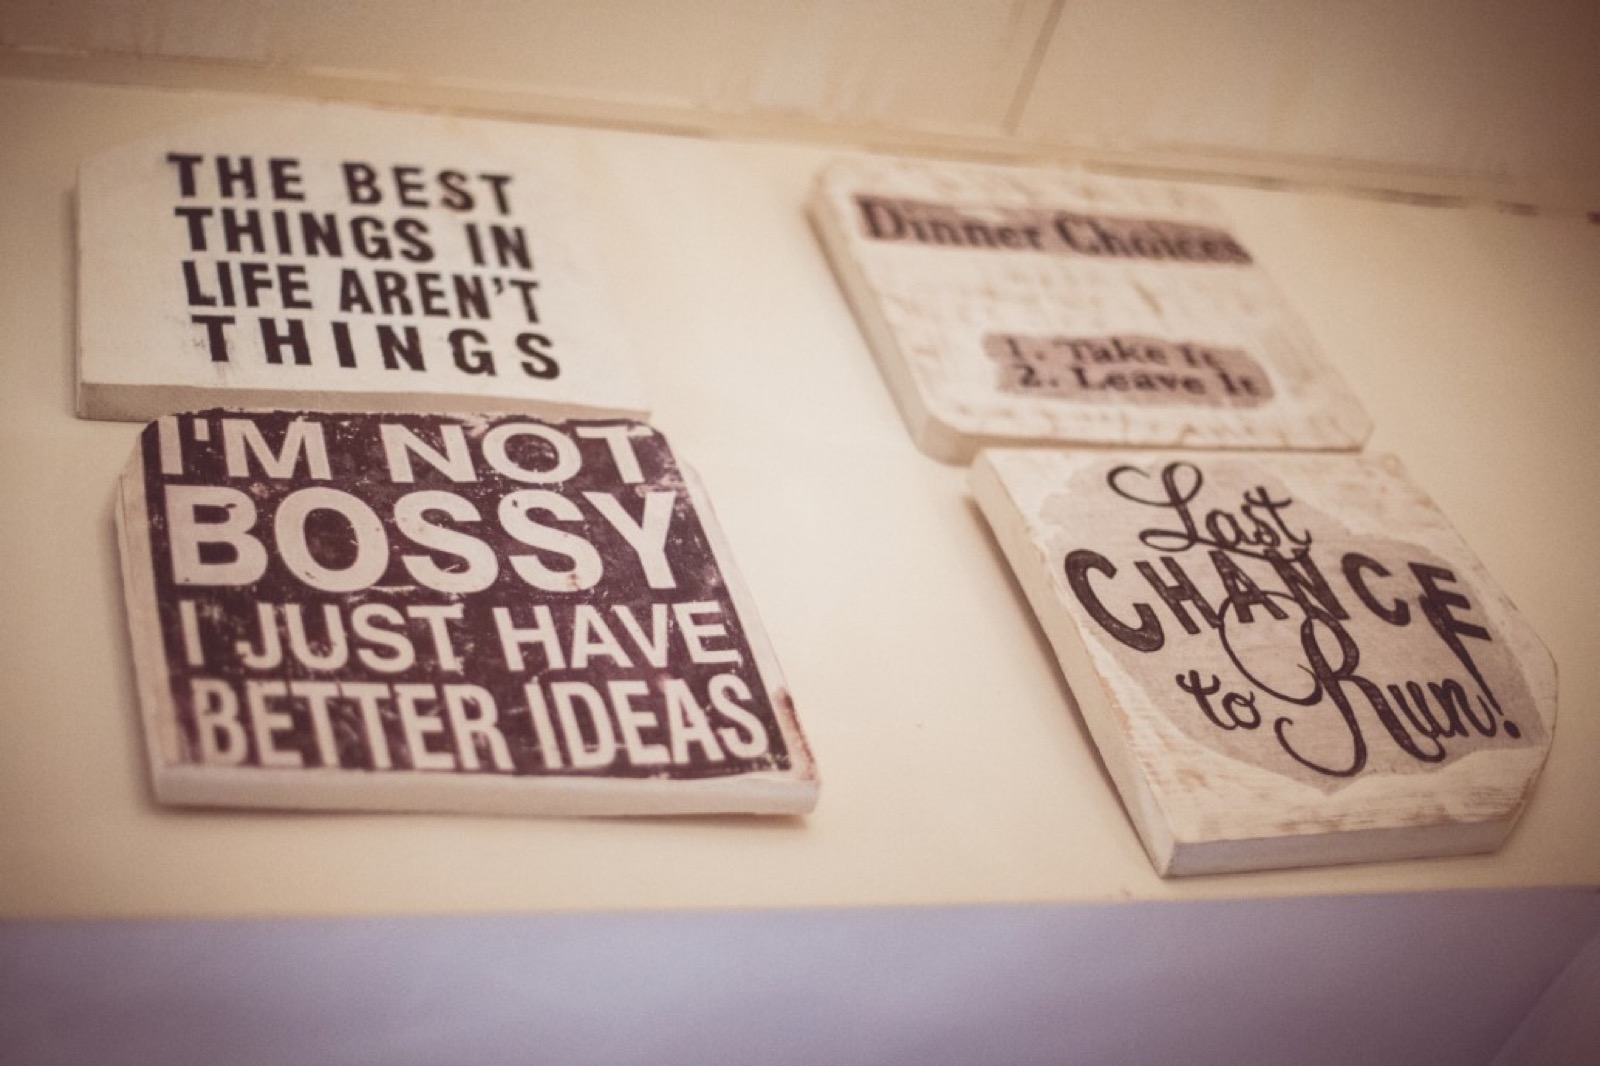 THE BEST
THINGS IN
LIFE AREN'T
THINGS
I'M NOT
BOSSY
I JUST HAVE
BETTER IDEAS
Dinner Choices
1. Take It
2. Leave It
Last
CHANCE
to Run!